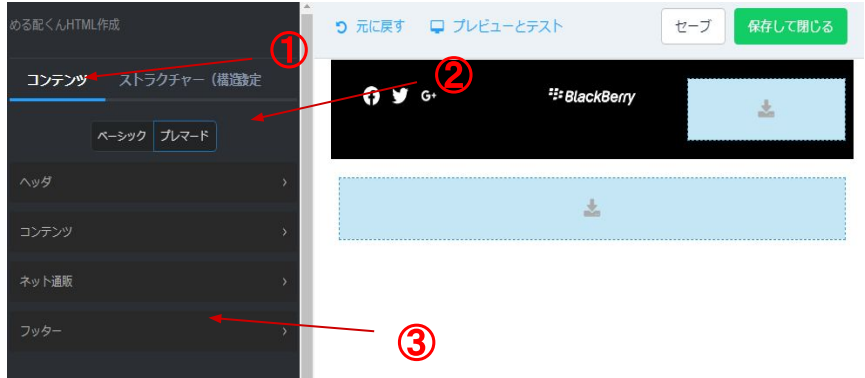 める配くんHTML作成
元に戻す プレビューとテスト セーブ 保存して閉じる
①
コンテンツ ストラクチャー（構造設定
②
G+ BlackBerry
ベーシック プレマード
ヘッダ
コンテンツ
ネット通販
フッター
③